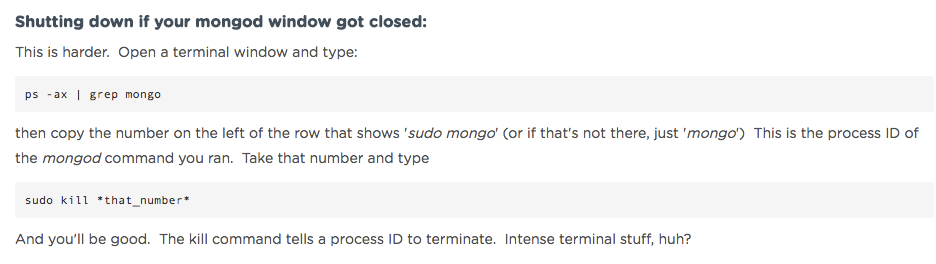 Shutting down if your mongod window got closed:
This is harder.  Open a terminal window and type:
ps -ax | grep mongo
then copy the number on the left of the row that shows 'sudo mongo' (or if that's not there, just 'mongo')  This is the process ID of
the mongod command you ran.  Take that number and type
sudo kill *that_number*
And you'll be good.  The kill command tells a process ID to terminate.  Intense terminal stuff, huh?